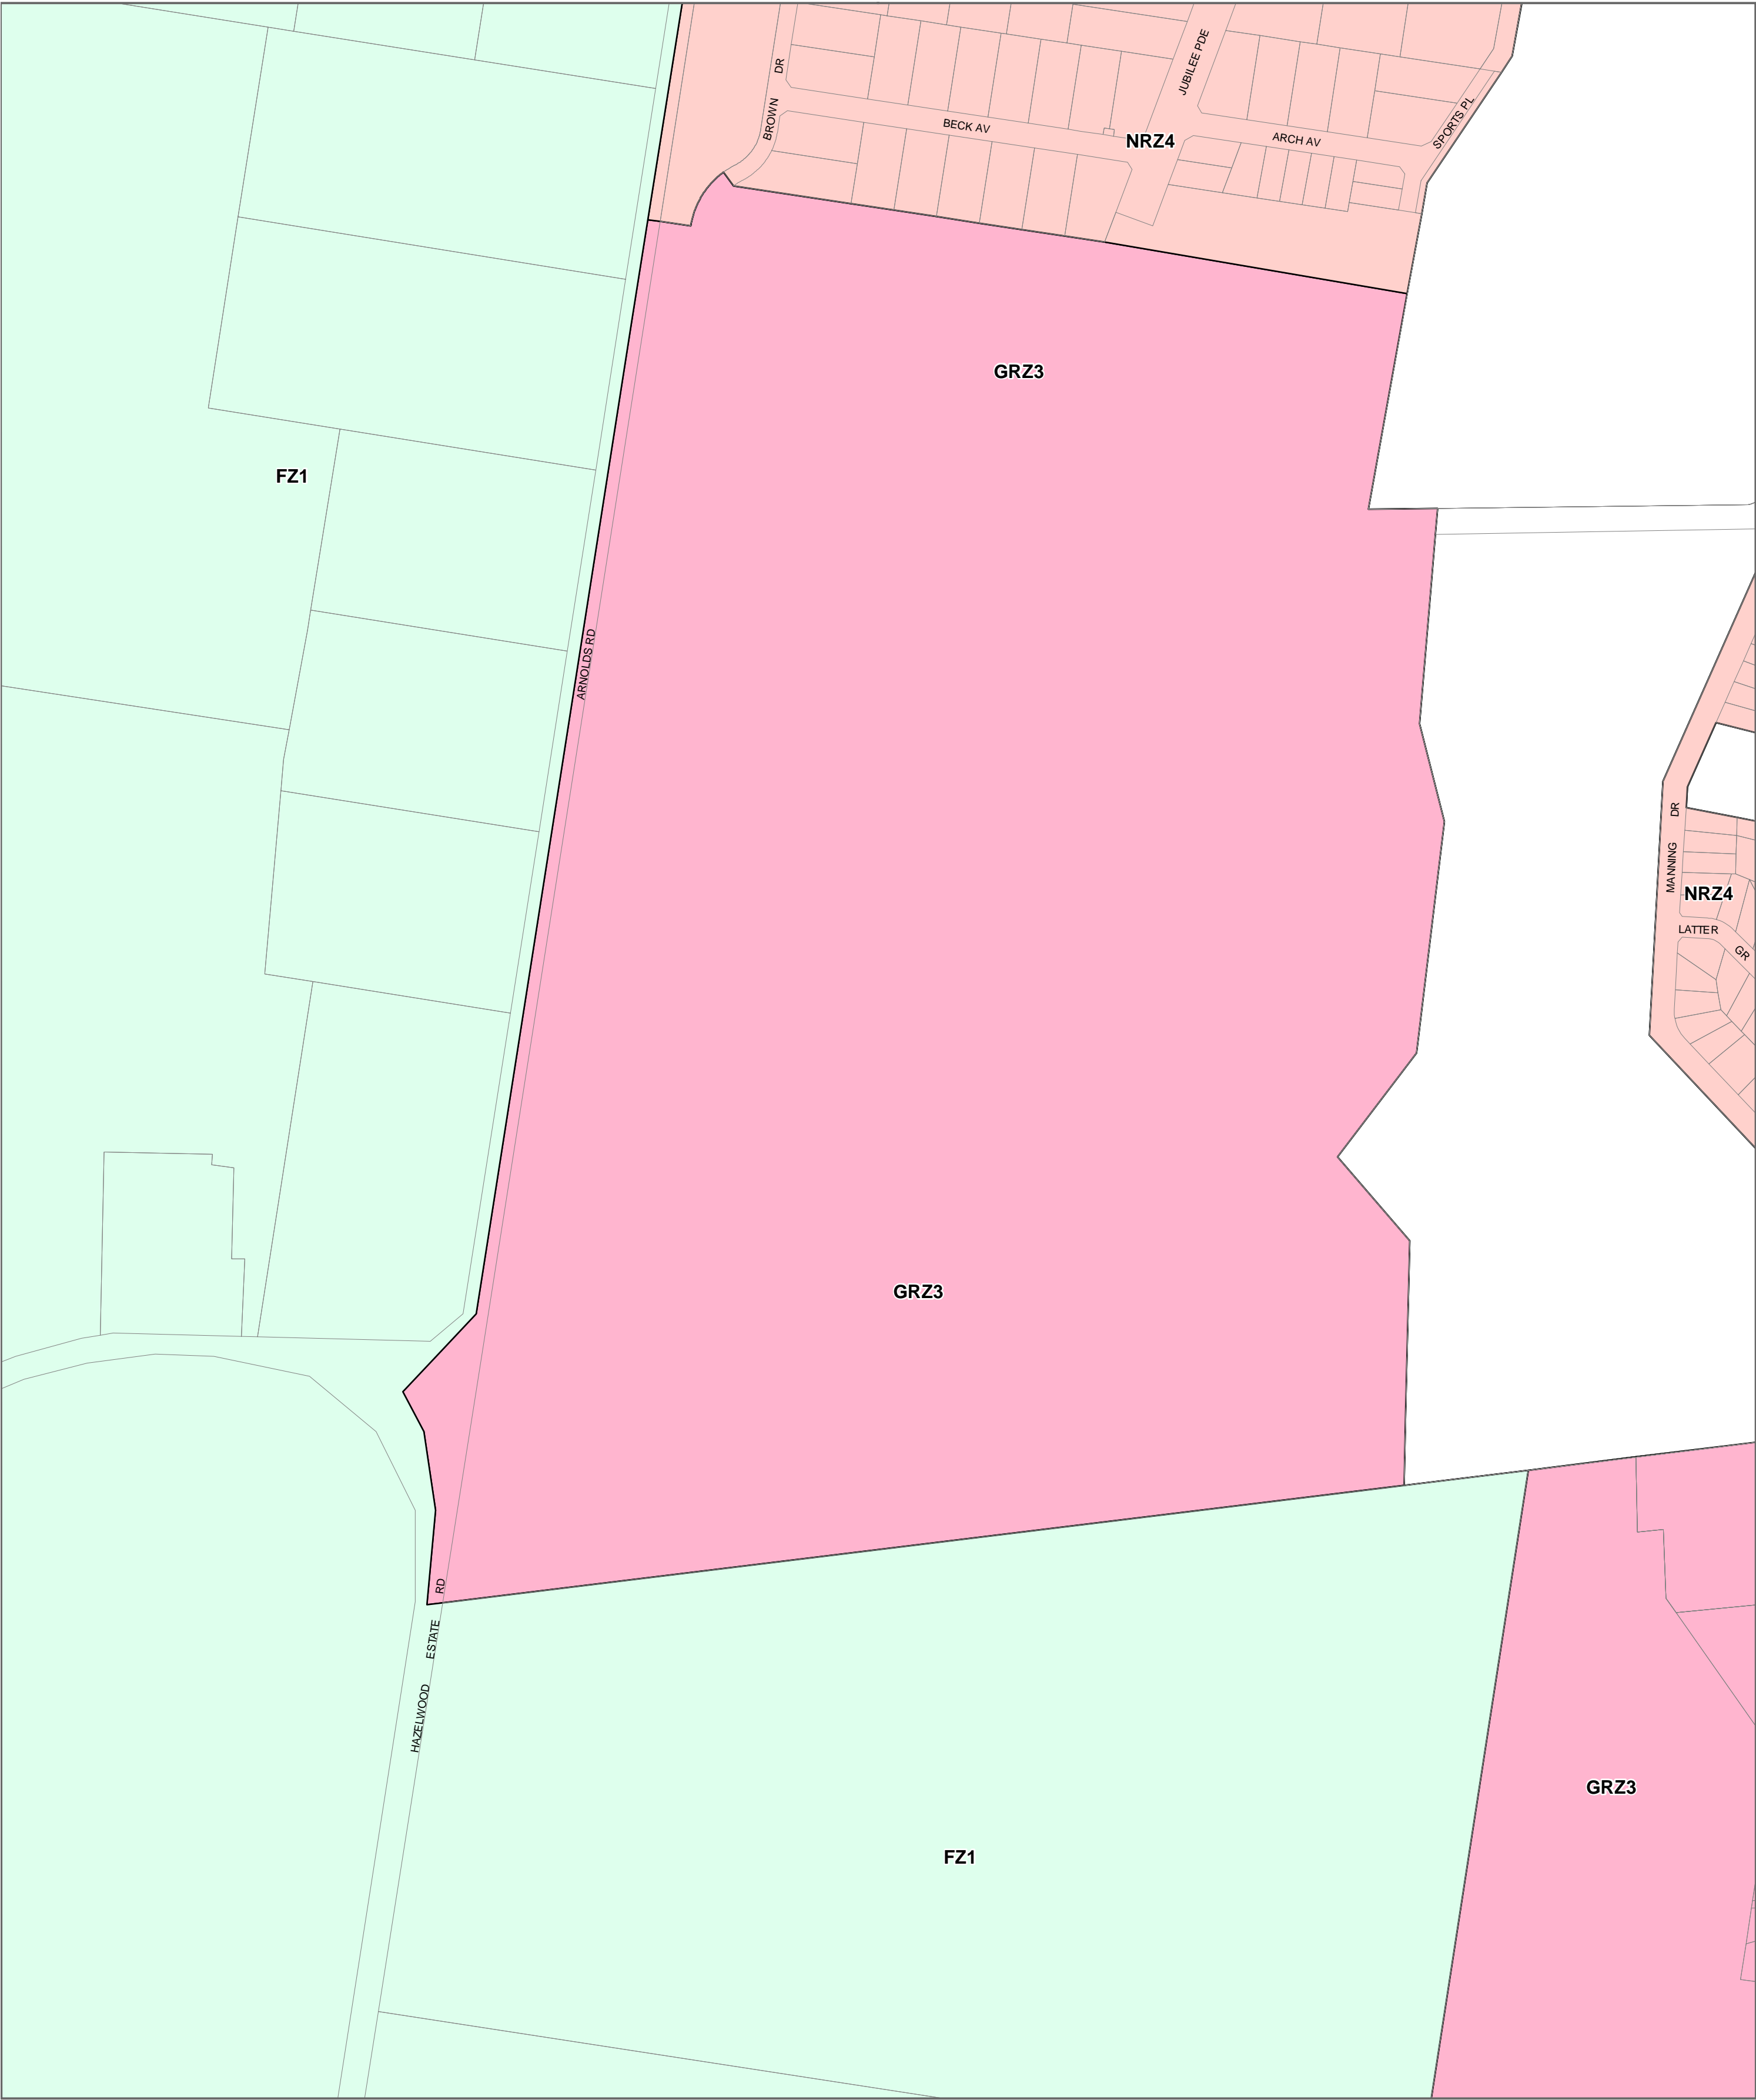 JUBILEE PDE
BROWN DR
BECK AV
NRZ4
ARCH AV
SPORTS PL
GRZ3
FZ1
ARNOLDS RD
MANNING DR
NRZ4
LATTER GR
GRZ3
HAZELWOOD ESTATE RD
GRZ3
FZ1